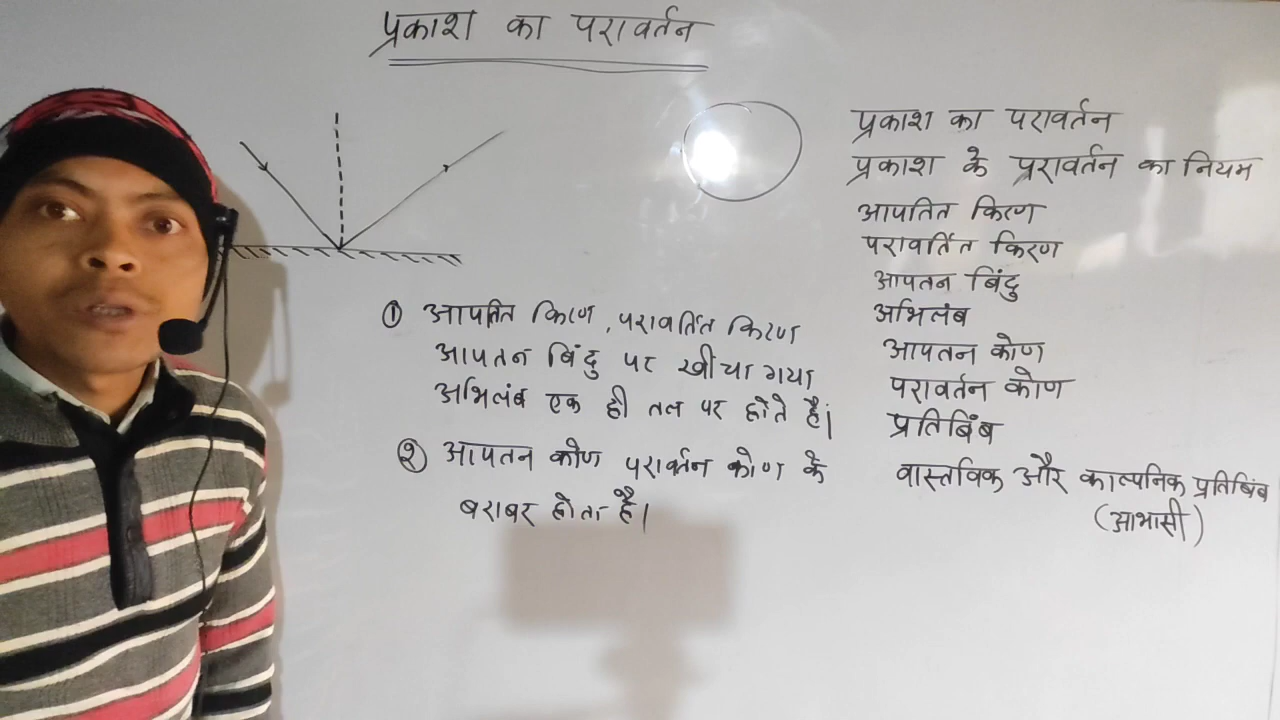 प्रकाश का परावर्तन
① आपतित किरण, परावर्तित किरण
आपतन बिंदु पर खींचा गया
अभिलंब एक ही तल पर होते हैं।
② आपतन कोण परावर्तन कोण के
बराबर होता है।
प्रकाश का परावर्तन
प्रकाश के प्ररावर्तन का नियम
आपतित किरण
परावर्तित किरण
आपतन बिंदु
अभिलंब
आपतन कोण
परावर्तन कोण
प्रतिबिंब
वास्तविक और काल्पनिक प्रतिबिंब
(आभासी)